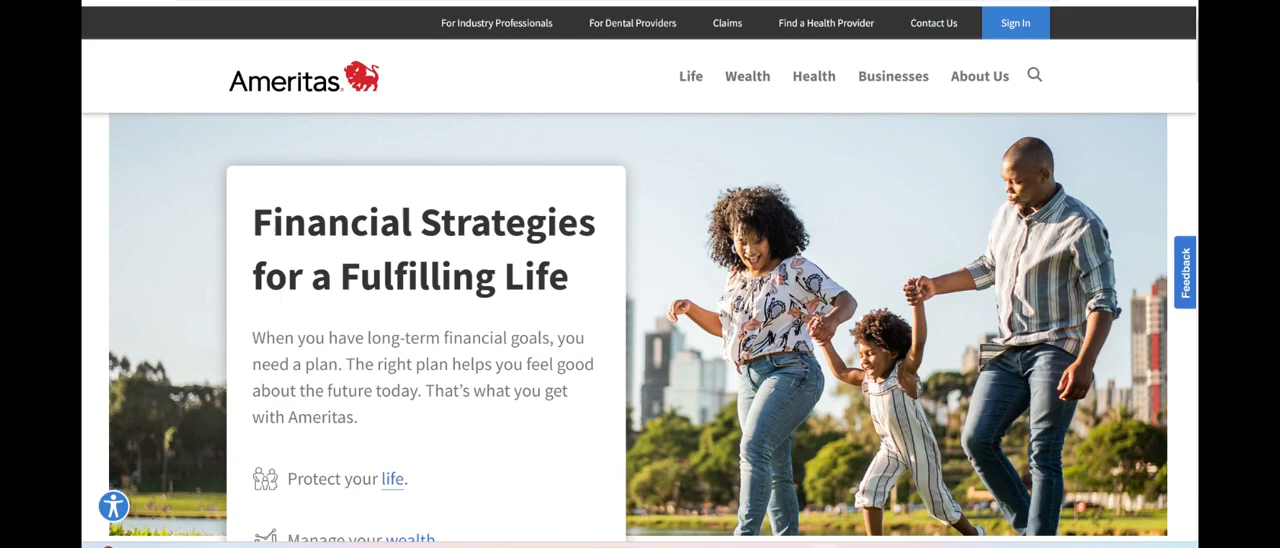 For Industry Professionals For Dental Providers Claims Find a Health Provider Contact Us Sign In
Ameritas
Life Wealth Health Businesses About Us
Financial Strategies
for a Fulfilling Life
When you have long-term financial goals, you
need a plan. The right plan helps you feel good
about the future today. That's what you get
with Ameritas.
Protect your life.
Manage your wealth
Feedback